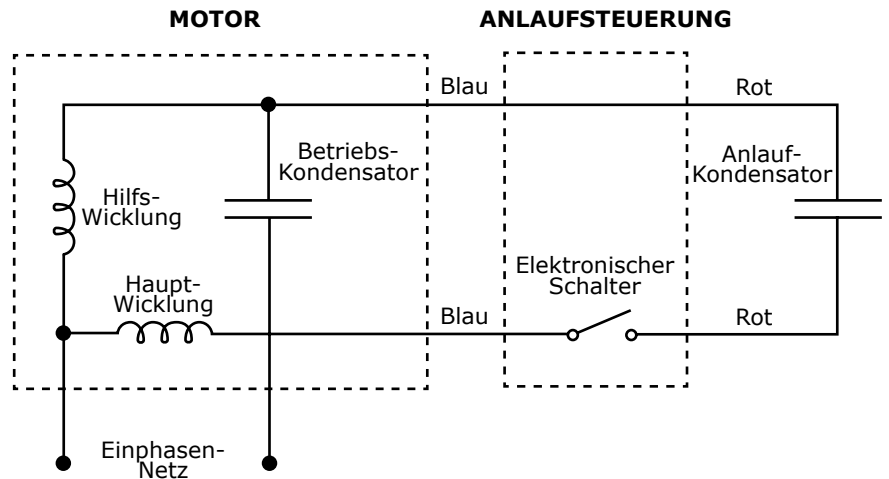 MOTOR
ANLAUFSTEUERUNG
Blau
Rot
Betriebs-
Kondensator
Anlauf-
Kondensator
Hilfs-
Wicklung
Elektronischer
Schalter
Haupt-
Wicklung
Blau
Rot
Einphasen-
Netz